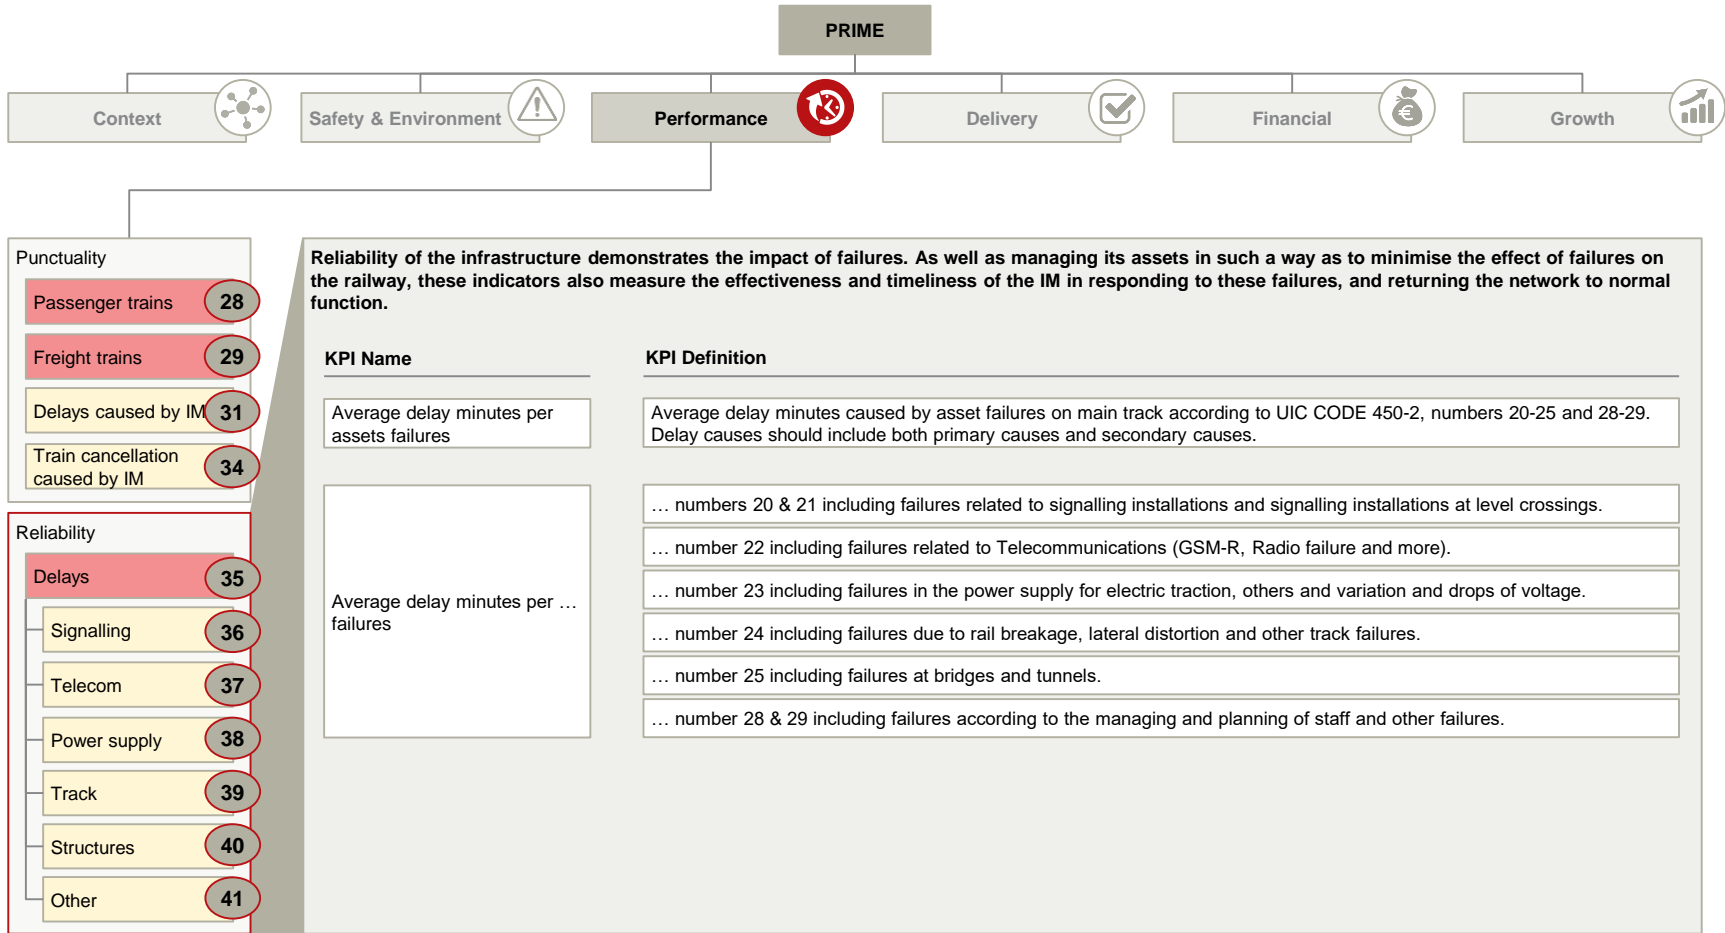 PRIME
Context
Safety & Environment
Performance
Delivery
Financial
€
Growth
Punctuality
Passenger trains 28
Freight trains 29
Delays caused by IM 31
Train cancellation
caused by IM 34
Reliability
Delays 35
Signalling 36
Telecom 37
Power supply 38
Track 39
Structures 40
Other 41
Reliability of the infrastructure demonstrates the impact of failures. As well as managing its assets in such a way as to minimise the effect of failures on
the railway, these indicators also measure the effectiveness and timeliness of the IM in responding to these failures, and returning the network to normal
function.
KPI Name
KPI Definition
Average delay minutes per
assets failures
Average delay minutes caused by asset failures on main track according to UIC CODE 450-2, numbers 20-25 and 28-29.
Delay causes should include both primary causes and secondary causes.
Average delay minutes per …
failures
… numbers 20 & 21 including failures related to signalling installations and signalling installations at level crossings.
… number 22 including failures related to Telecommunications (GSM-R, Radio failure and more).
… number 23 including failures in the power supply for electric traction, others and variation and drops of voltage.
… number 24 including failures due to rail breakage, lateral distortion and other track failures.
… number 25 including failures at bridges and tunnels.
… number 28 & 29 including failures according to the managing and planning of staff and other failures.